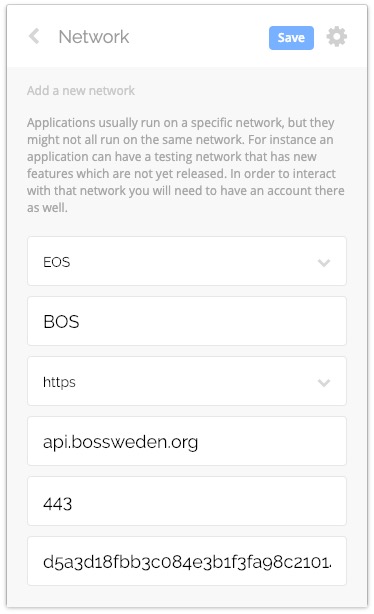 Network
Save
Add a new network
Applications usually run on a specific network, but they
might not all run on the same network. For instance an
application can have a testing network that has new
features which are not yet released. In order to interact
with that network you will need to have an account there
as well.
EOS
BOS
https
api.bossweden.org
443
d5a3d18fbb3c084e3b1f3fa98c2101.